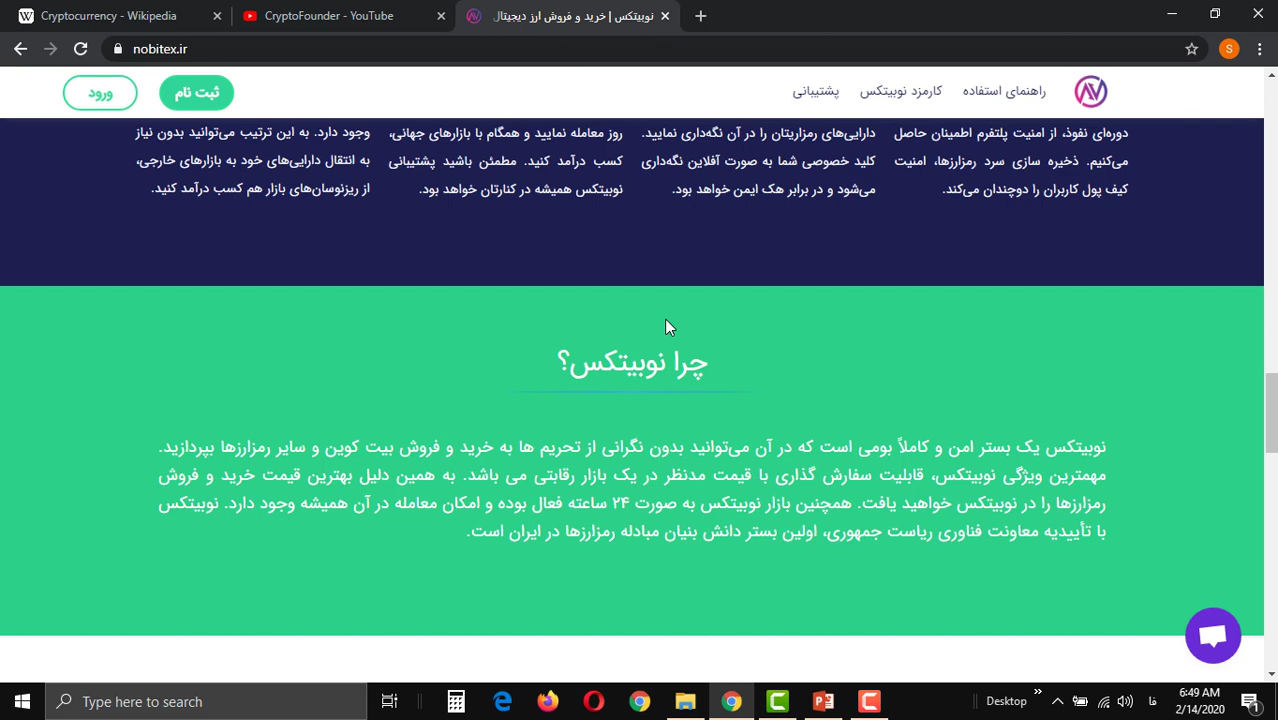 Cryptocurrency - Wikipedia
CryptoFounder - YouTube
نوبیتکس | خرید و فروش ارز دیجیتال
nobitex.ir
S
راهنمای استفاده
کارمزد نوبیتکس
پشتیبانی
ثبت نام
ورود
دوره‌ای نفوذ، از امنیت پلتفرم اطمینان حاصل
می‌کنیم. ذخیره سازی سرد رمزارزها، امنیت
کیف پول کاربران را دوچندان می‌کند.
دارایی‌های رمزاریتان را در آن نگه‌داری نمایید.
کلید خصوصی شما به صورت آفلاین نگه‌داری
می‌شود و در برابر هک ایمن خواهد بود.
روز معامله نمایید و همگام با بازارهای جهانی،
کسب درآمد کنید. مطمئن باشید پشتیبانی
نوبیتکس همیشه در کنارتان خواهد بود.
وجود دارد. به این ترتیب می‌توانید بدون نیاز
به انتقال دارایی‌های خود به بازارهای خارجی،
از ریزنوسان‌های بازار هم کسب درآمد کنید.
چرا نوبیتکس؟
نوبیتکس یک بستر امن و کاملاً بومی است که در آن می‌توانید بدون نگرانی از تحریم ها به خرید و فروش بیت کوین و سایر رمزارزها بپردازید.
مهمترین ویژگی نوبیتکس، قابلیت سفارش گذاری با قیمت مدنظر در یک بازار رقابتی می باشد. به همین دلیل بهترین قیمت خرید و فروش
رمزارزها را در نوبیتکس خواهید یافت. همچنین بازار نوبیتکس به صورت ۲۴ ساعته فعال بوده و امکان معامله در آن همیشه وجود دارد. نوبیتکس
با تأییدیه معاونت فناوری ریاست جمهوری، اولین بستر دانش بنیان مبادله رمزارزها در ایران است.
Type here to search
Desktop
فا
6:49 AM
2/14/2020
1